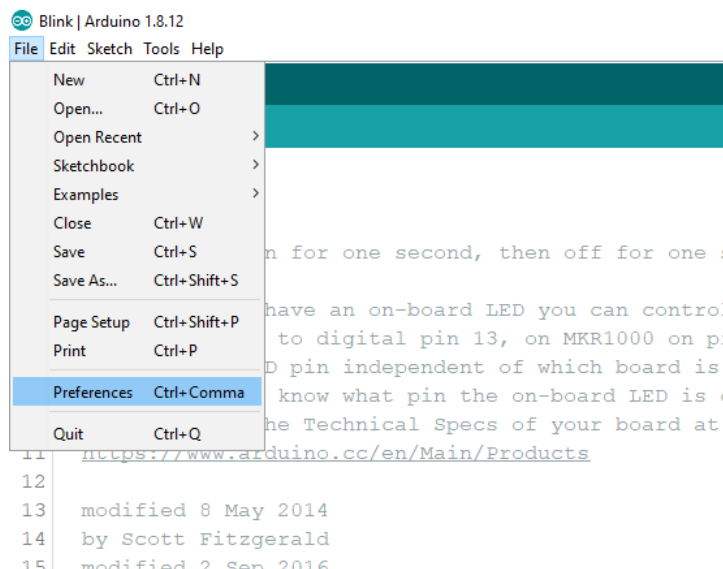 Blink | Arduino 1.8.12
File Edit Sketch Tools Help
New Ctrl+N
Open... Ctrl+O
Open Recent
Sketchbook
Examples
Close Ctrl+W
Save Ctrl+S
Save As... Ctrl+Shift+S
Page Setup Ctrl+Shift+P
Print Ctrl+P
Preferences Ctrl+Comma
Quit Ctrl+Q
n for one second, then off for one
have an on-board LED you can control
to digital pin 13, on MKR1000 on
D pin independent of which board is
know what pin the on-board LED is
he Technical Specs of your board at
11 https://www.arduino.cc/en/Main/Products
12
13 modified 8 May 2014
14 by Scott Fitzgerald
15 modified 2 Sep 2016